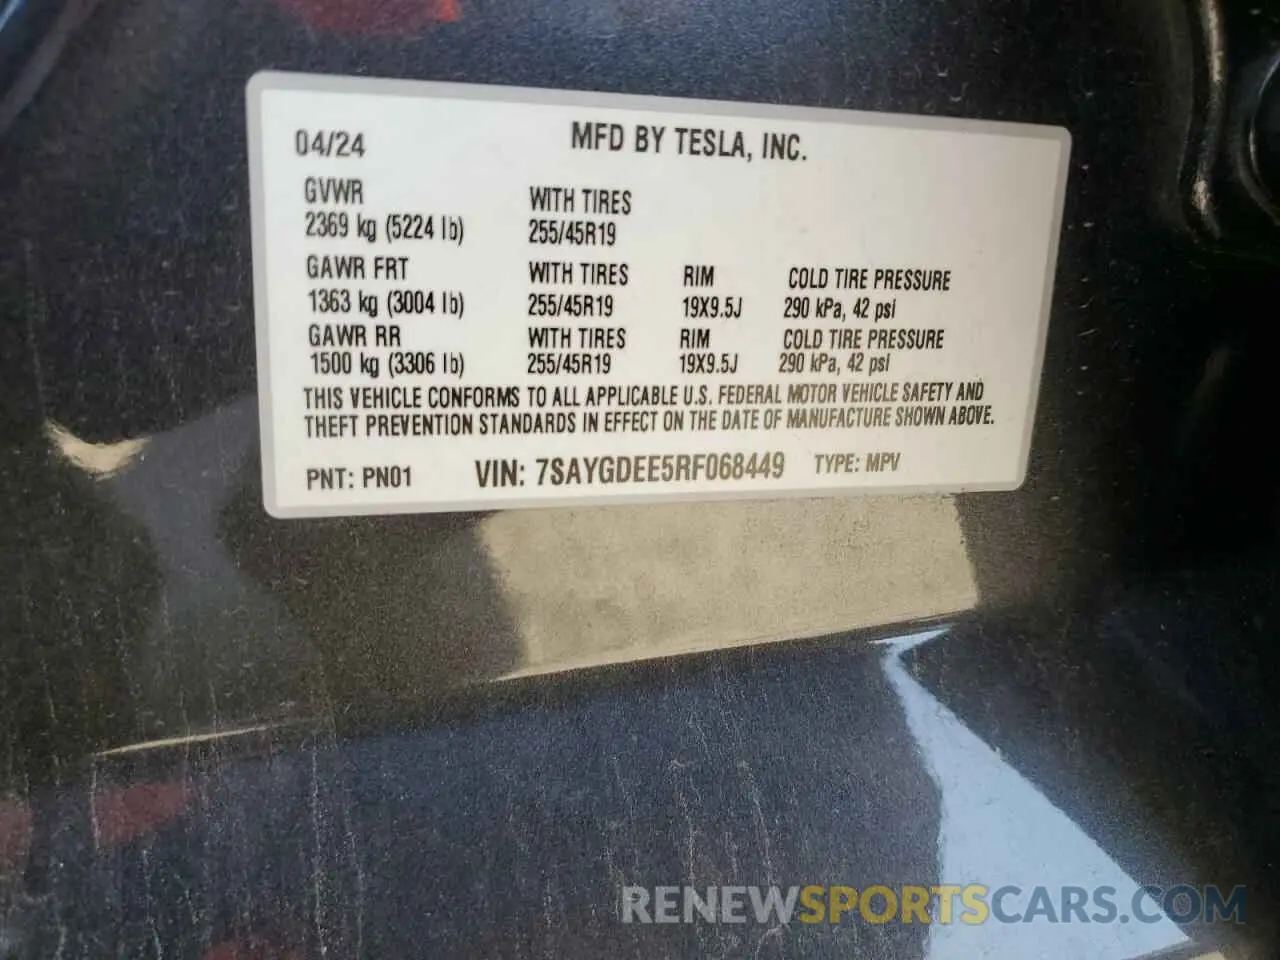 04/24 MFD BY TESLA, INC.
GVWR WITH TIRES
2369 kg (5224 lb) 255/45R19
GAWR FRT WITH TIRES RIM COLD TIRE PRESSURE
1363 kg (3004 lb) 255/45R19 19X9.5J 290 kPa, 42 psi
GAWR RR WITH TIRES RIM COLD TIRE PRESSURE
1500 kg (3306 lb) 255/45R19 19X9.5J 290 kPa, 42 psi
THIS VEHICLE CONFORMS TO ALL APPLICABLE U.S. FEDERAL MOTOR VEHICLE SAFETY AND
THEFT PREVENTION STANDARDS IN EFFECT ON THE DATE OF MANUFACTURE SHOWN ABOVE.
PNT: PN01 VIN: 7SAYGDEE5RF068449 TYPE: MPV
RENEWSPORTSCARS.COM